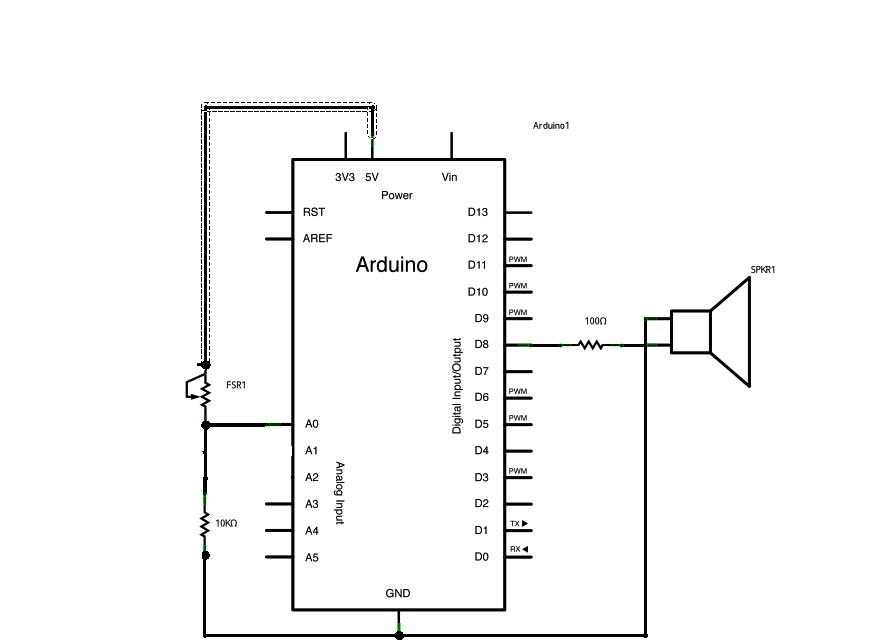 Arduino1
3V3 5V Vin
Power
RST
AREF
Arduino
D13
D12
D11 PWM
D10 PWM
D9 PWM
D8
D7
D6 PWM
D5 PWM
D4
D3 PWM
D2
D1 TX
D0 RX
Digital Input/Output
100Ω
SPKR1
FSR1
A0
A1
A2
A3
A4
A5
Analog Input
10KΩ
GND